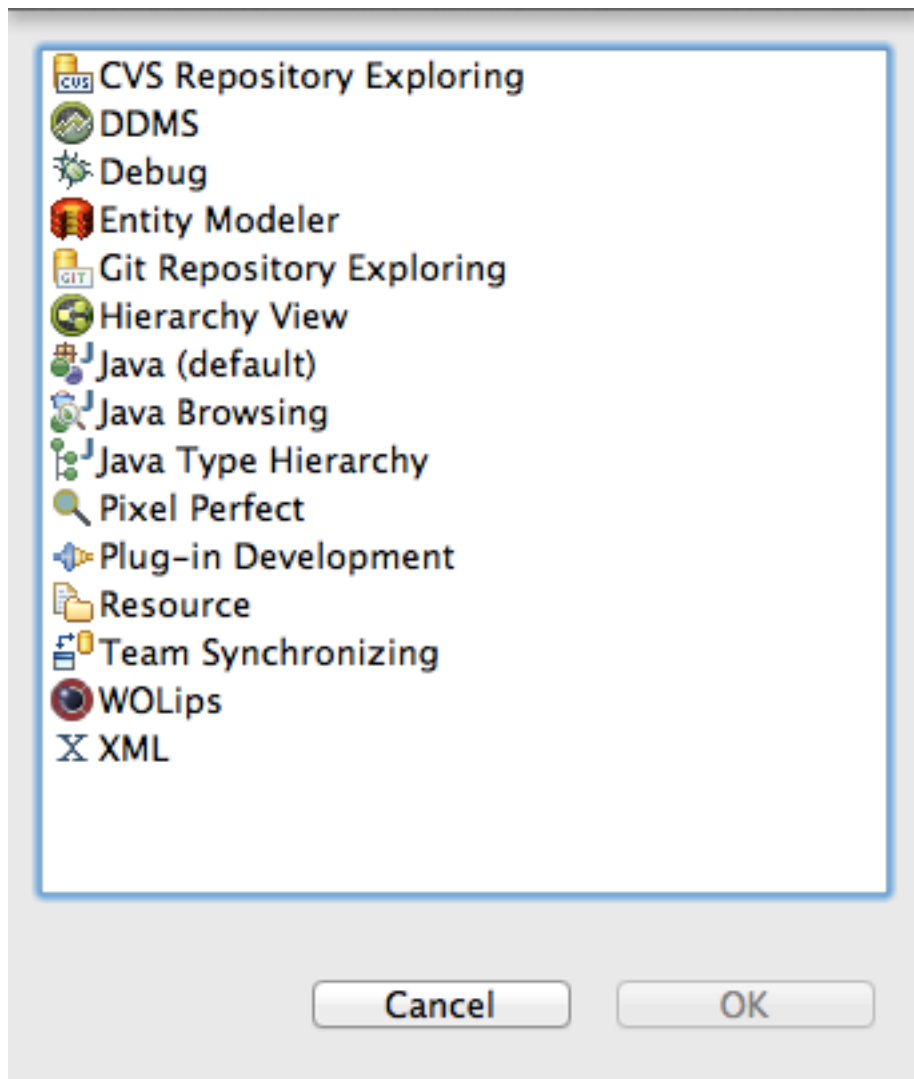 CVS Repository Exploring
DDMS
Debug
Entity Modeler
GIT Git Repository Exploring
Hierarchy View
Java (default)
Java Browsing
Java Type Hierarchy
Pixel Perfect
Plug-in Development
Resource
Team Synchronizing
WOLips
X XML
Cancel OK